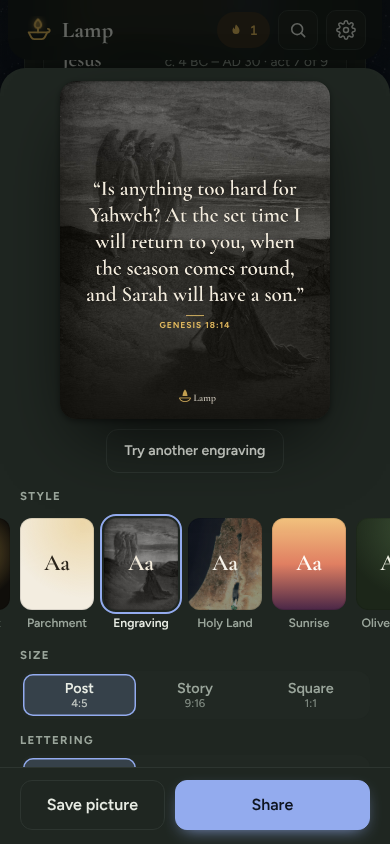 Lamp
1
Jesus
c. 4 BC – AD 30 · act 7 of 9
“Is anything too hard for
Yahweh? At the set time I
will return to you, when
the season comes round,
and Sarah will have a son.”
GENESIS 18:14
Lamp
Try another engraving
STYLE
Aa
Aa
Aa
Aa
Parchment
Engraving
Holy Land
Sunrise
Olive
SIZE
Post
4:5
Story
9:16
Square
1:1
LETTERING
Save picture
Share